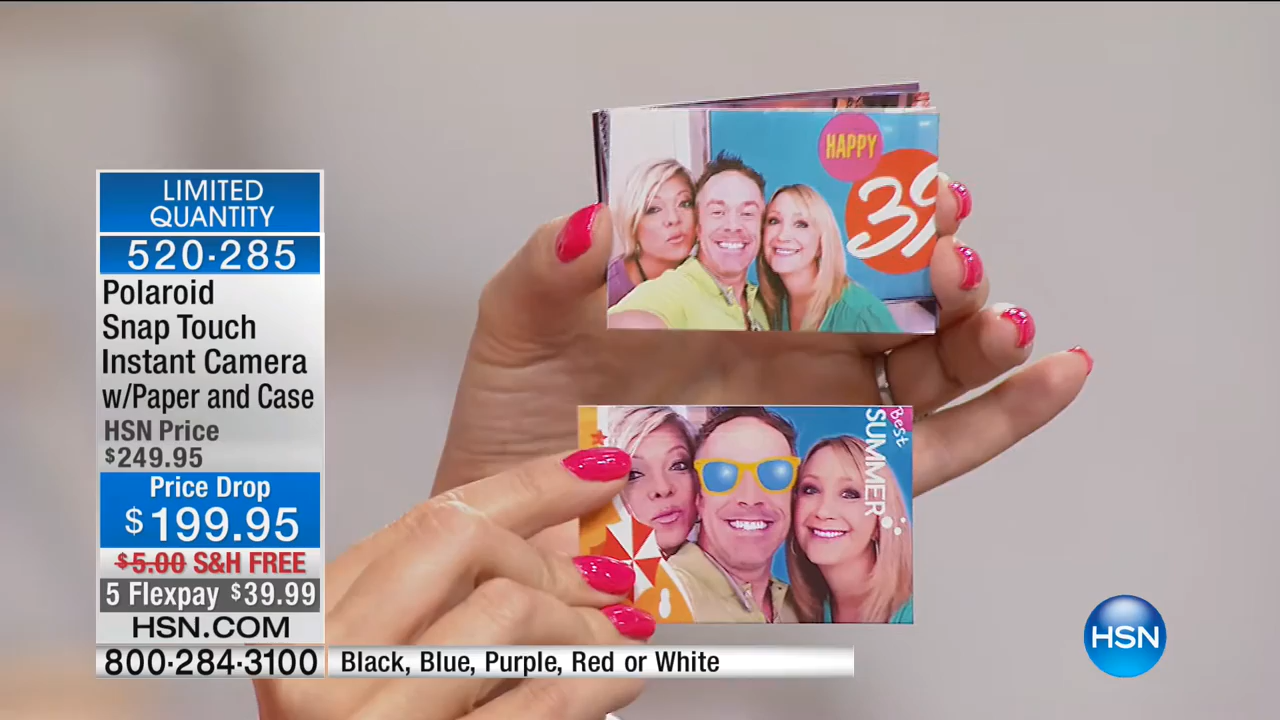 LIMITED
QUANTITY
520-285
Polaroid
Snap Touch
Instant Camera
w/Paper and Case
HSN Price
$249.95
Price Drop
$199.95
$5.00 S&H FREE
5 Flexpay $39.99
HSN.COM
800-284-3100
Black, Blue, Purple, Red or White
HAPPY
39
Best
SUMMER
HSN